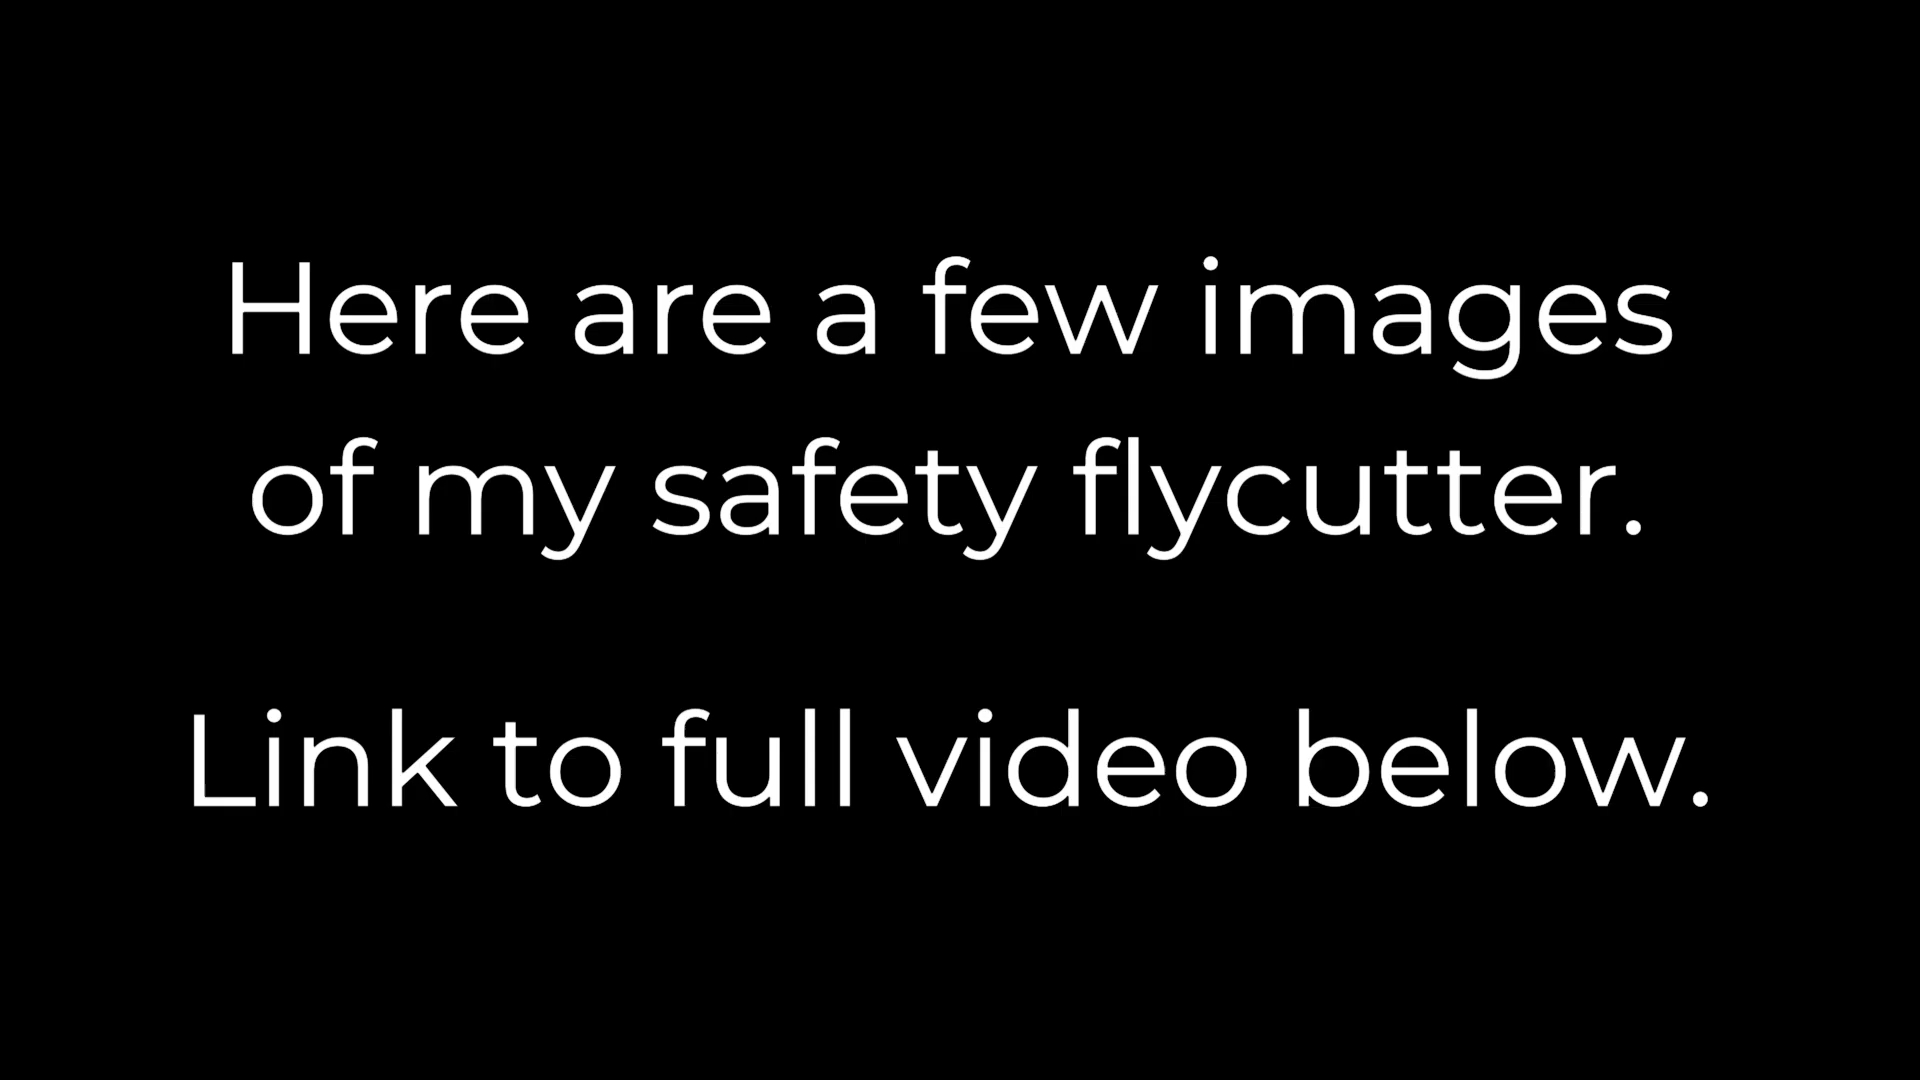 Here are a few images
of my safety flycutter.
Link to full video below.